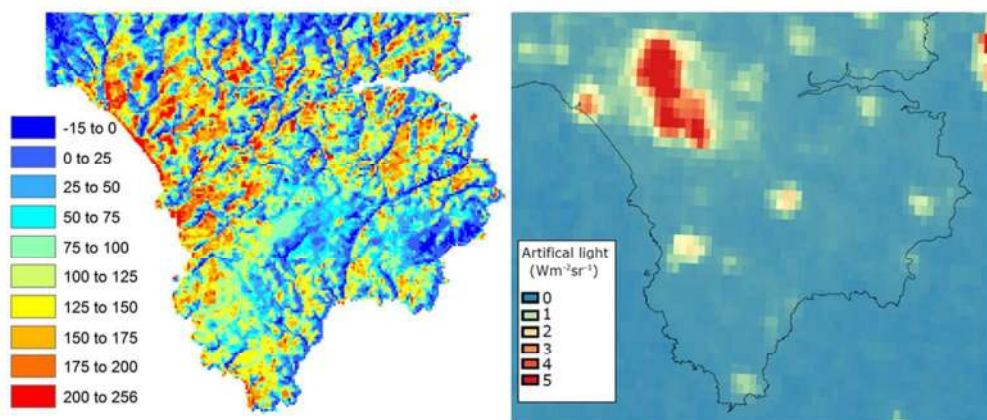 -15 to 0
0 to 25
25 to 50
50 to 75
75 to 100
100 to 125
125 to 150
150 to 175
175 to 200
200 to 256
Artifical light
(Wm⁻²sr⁻¹)
0
1
2
3
4
5